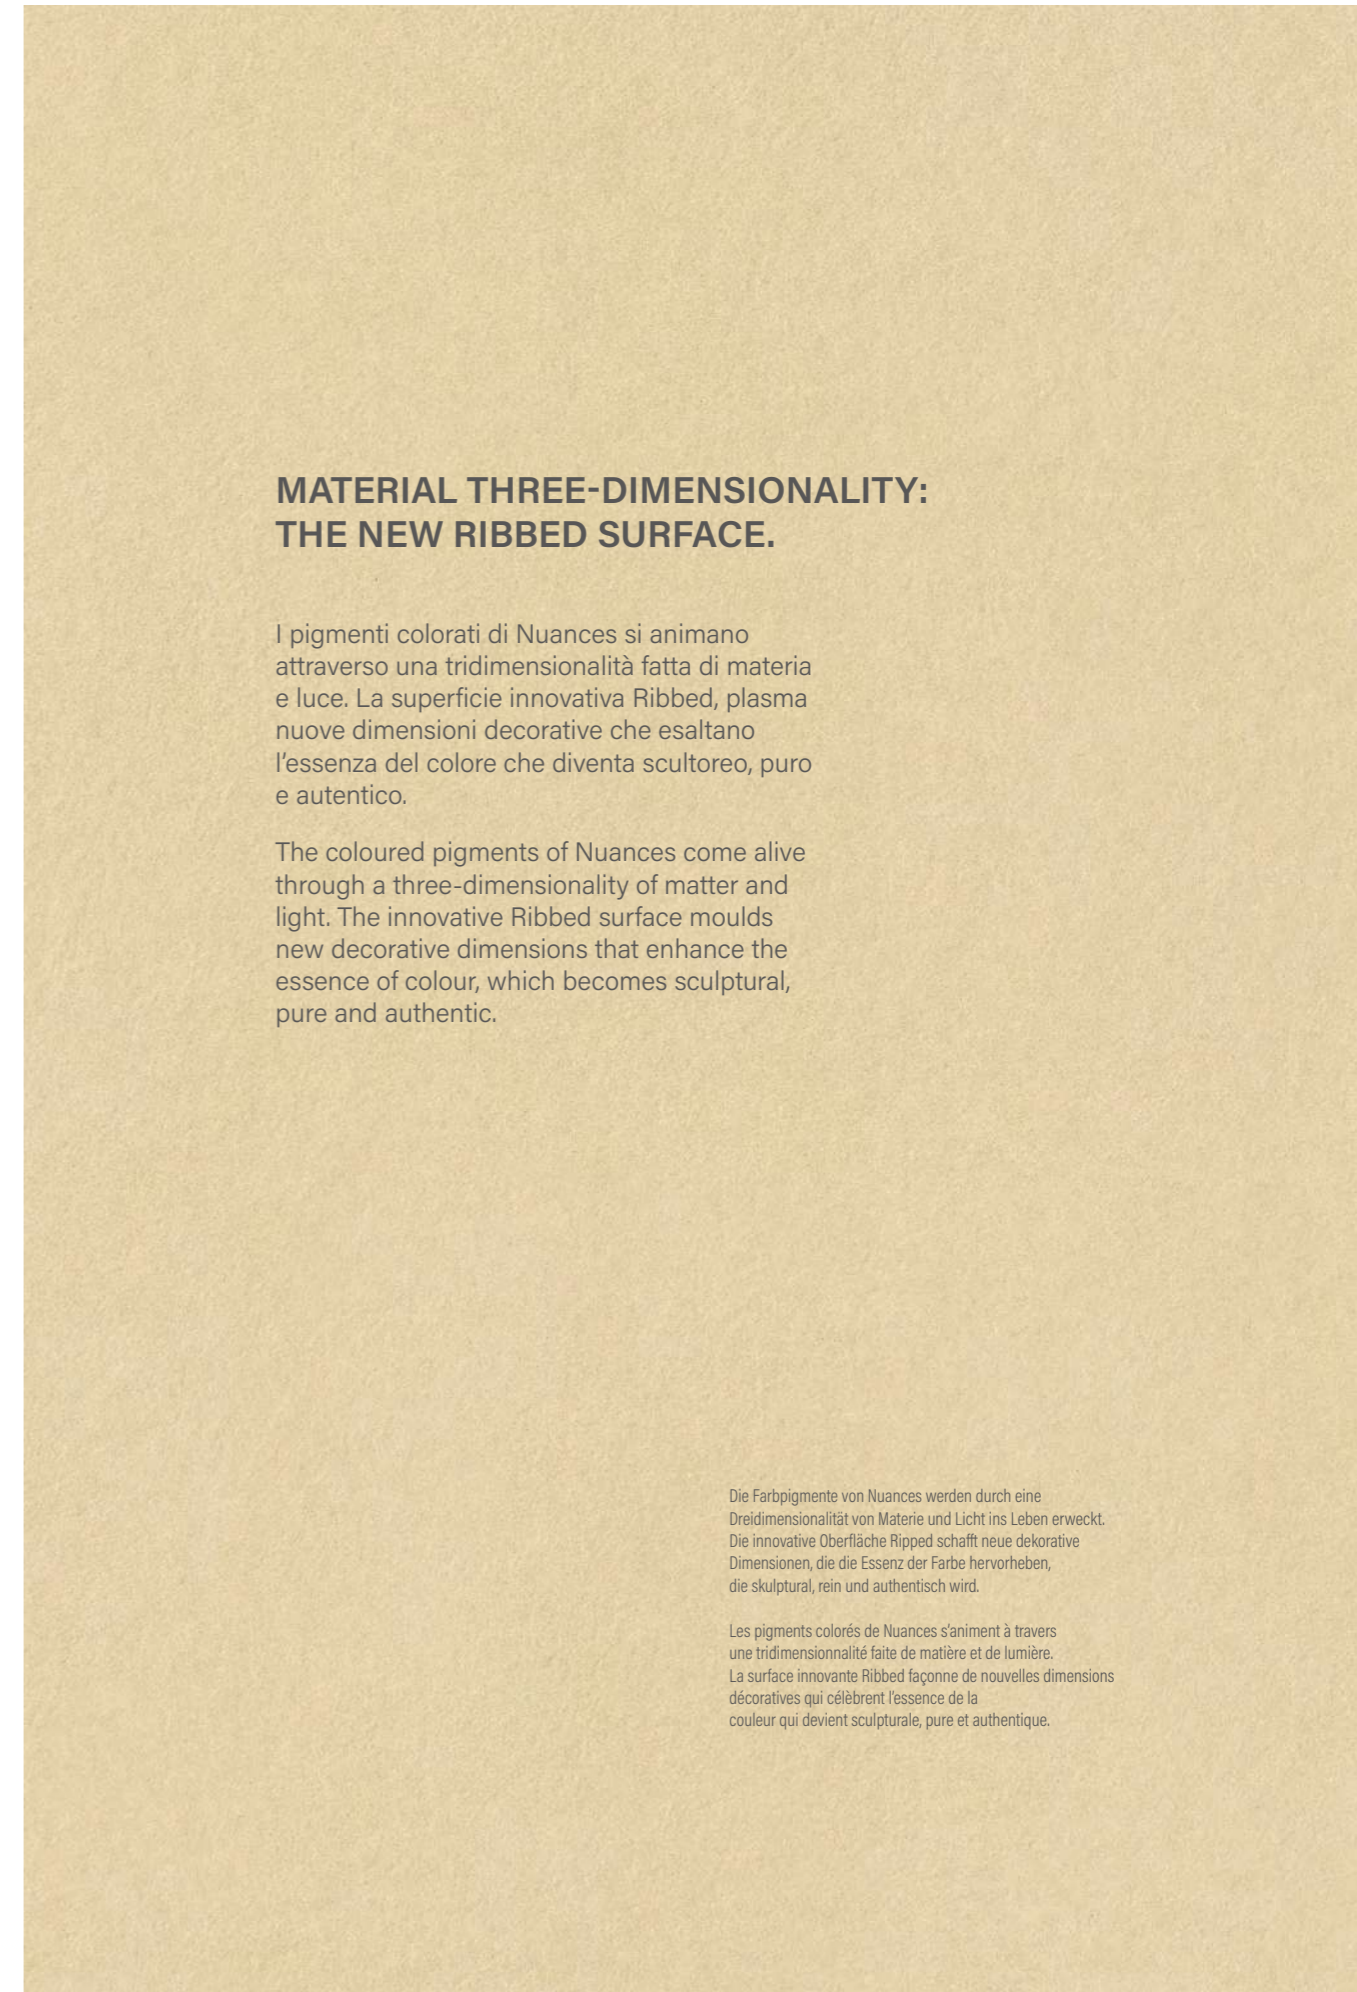 MATERIAL THREE-DIMENSIONALITY:
THE NEW RIBBED SURFACE.
I pigmenti colorati di Nuances si animano
attraverso una tridimensionalità fatta di materia
e luce. La superficie innovativa Ribbed, plasma
nuove dimensioni decorative che esaltano
l’essenza del colore che diventa scultoreo, puro
e autentico.
The coloured pigments of Nuances come alive
through a three-dimensionality of matter and
light. The innovative Ribbed surface moulds
new decorative dimensions that enhance the
essence of colour, which becomes sculptural,
pure and authentic.
Die Farbpigmente von Nuances werden durch eine
Dreidimensionalität von Materie und Licht ins Leben erweckt.
Die innovative Oberfläche Ripped schafft neue dekorative
Dimensionen, die die Essenz der Farbe hervorheben,
die skulptural, rein und authentisch wird.
Les pigments colorés de Nuances s’animent à travers
une tridimensionnalité faite de matière et de lumière.
La surface innovante Ribbed façonne de nouvelles dimensions
décoratives qui célèbrent l’essence de la
couleur qui devient sculpturale, pure et authentique.